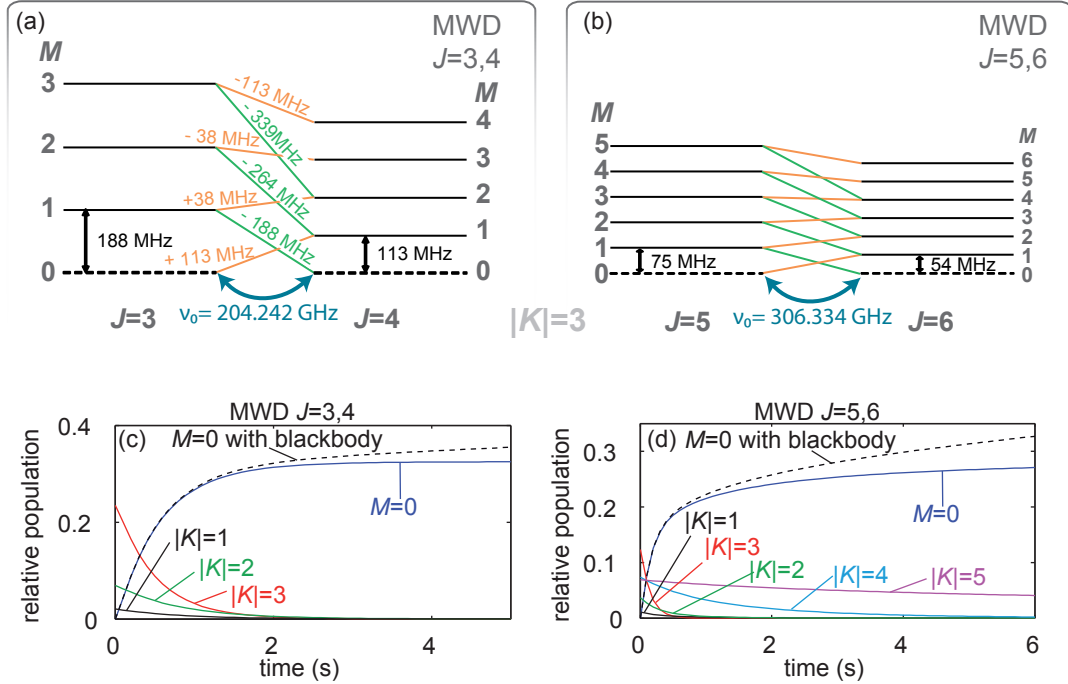 (a)
MWD
J=3,4
M
3
2
1
0
-113 MHz
- 339MHz
- 38 MHz
- 264 MHz
+38 MHz
- 188 MHz
+ 113 MHz
188 MHz
113 MHz
M
4
3
2
1
0
J=3
ν₀= 204.242 GHz
J=4
|K|=3
(b)
MWD
J=5,6
M
5
4
3
2
1
0
75 MHz
54 MHz
M
6
5
4
3
2
1
0
J=5
ν₀= 306.334 GHz
J=6
MWD J=3,4
(c)
M=0 with blackbody
M=0
|K|=1
|K|=2
|K|=3
relative population
0.4
0.2
0
0
2
4
time (s)
MWD J=5,6
(d)
M=0 with blackbody
M=0
|K|=1
|K|=3
|K|=2
|K|=4
|K|=5
relative population
0.3
0.2
0.1
0
0
2
4
6
time (s)